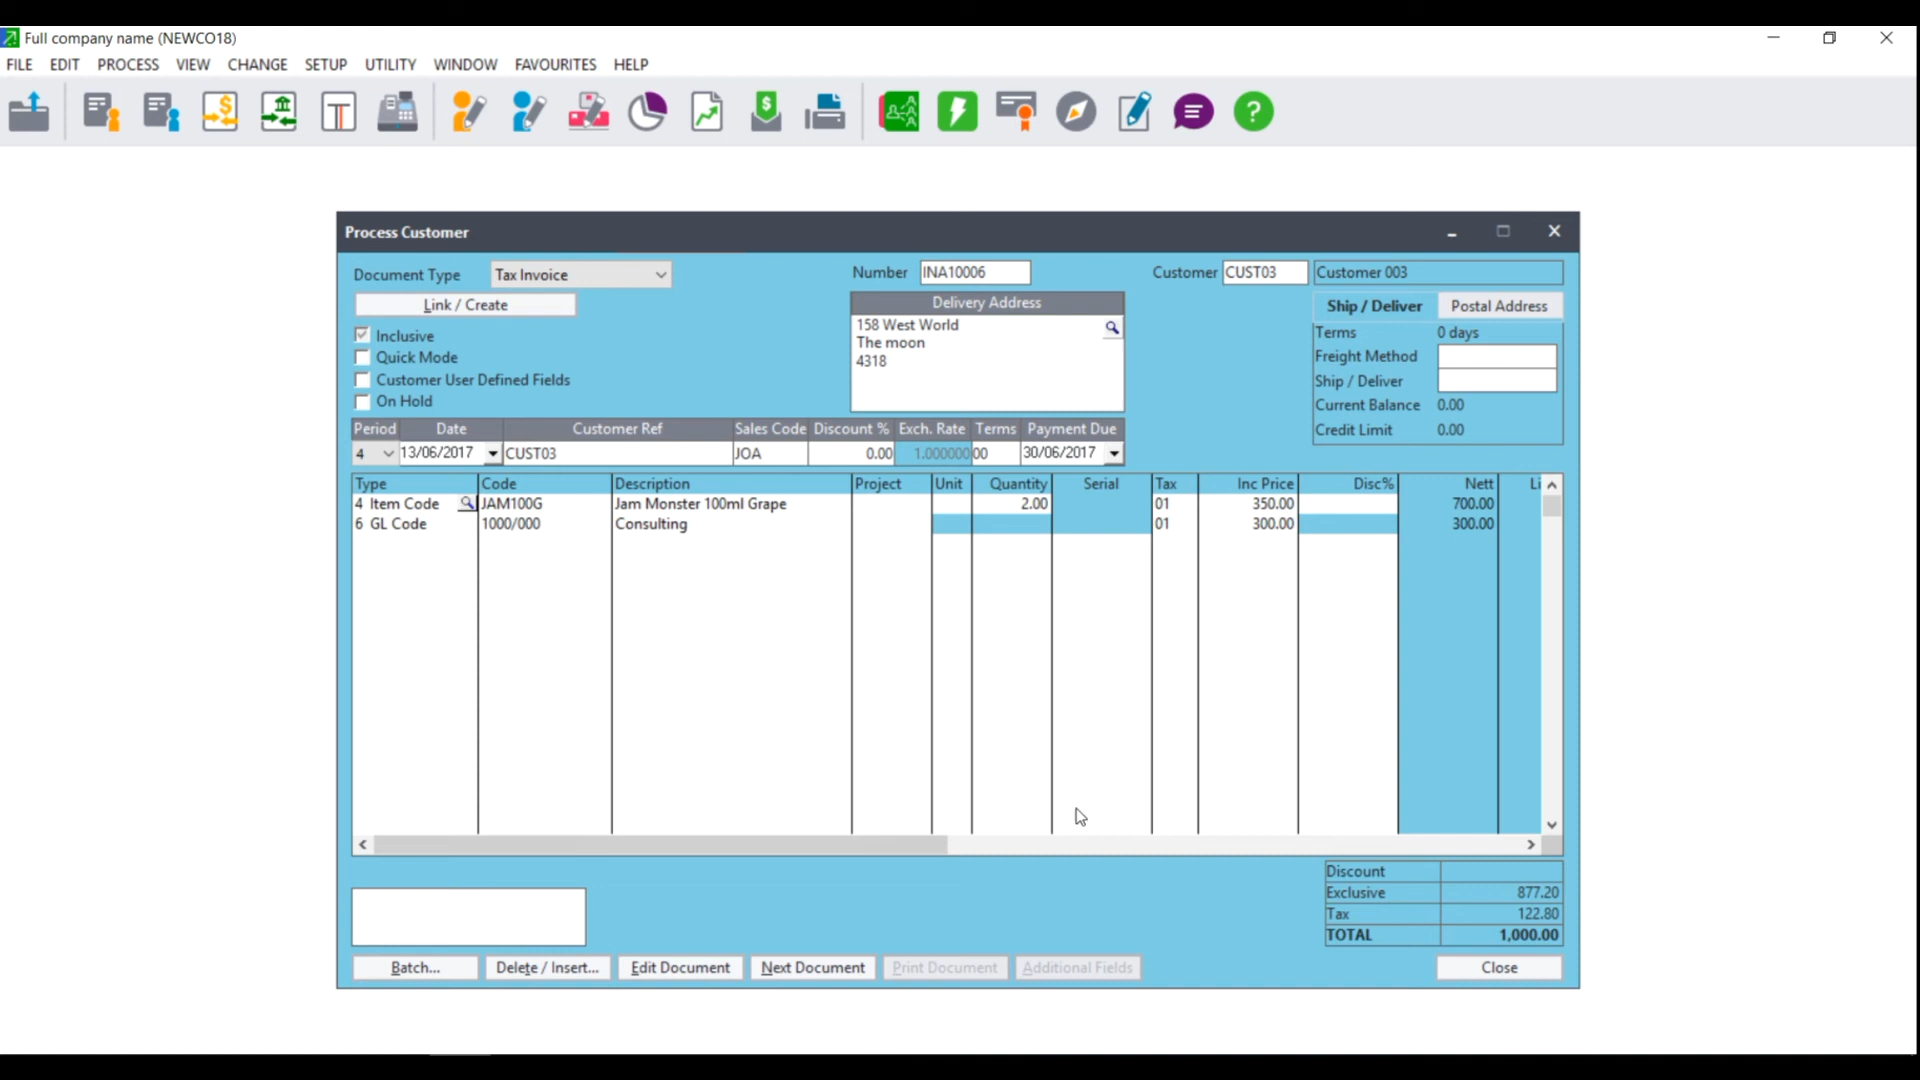 Full company name (NEWCO18)
FILE EDIT PROCESS VIEW CHANGE SETUP UTILITY WINDOW FAVOURITES HELP
Process Customer
Document Type Tax Invoice
Number INA10006
Customer CUST03 Customer 003
Link / Create
Inclusive
Quick Mode
Customer User Defined Fields
On Hold
Delivery Address
158 West World
The moon
4318
Ship / Deliver Postal Address
Terms 0 days
Freight Method
Ship / Deliver
Current Balance 0.00
Credit Limit 0.00
Period Date Customer Ref Sales Code Discount % Exch. Rate Terms Payment Due
4 13/06/2017 CUST03 JOA 0.00 1.000000 00 30/06/2017
Type Code Description Project Unit Quantity Serial Tax Inc Price Disc% Nett Li
4 Item Code JAM100G Jam Monster 100ml Grape 2.00 01 350.00 700.00
6 GL Code 1000/000 Consulting 01 300.00 300.00
Discount
Exclusive 877.20
Tax 122.80
TOTAL 1,000.00
Batch... Delete / Insert... Edit Document Next Document Print Document Additional Fields Close